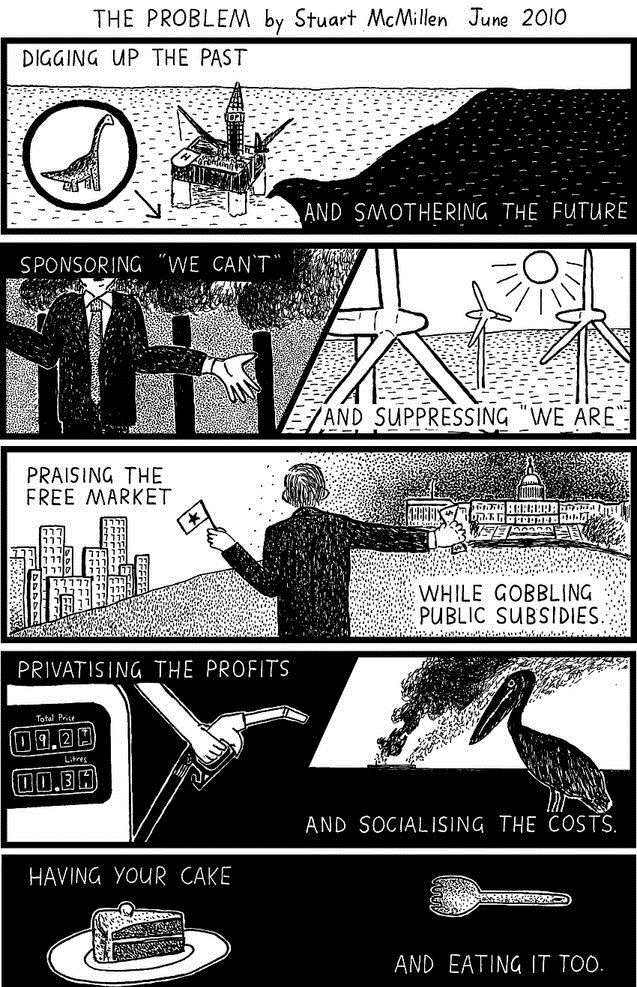 THE PROBLEM by Stuart McMillen June 2010
DIGGING UP THE PAST
AND SMOTHERING THE FUTURE
SPONSORING "WE CAN'T"
AND SUPPRESSING "WE ARE"
PRAISING THE
FREE MARKET
WHILE GOBBLING
PUBLIC SUBSIDIES.
PRIVATISING THE PROFITS
Total Price
19.2
Litres
11.3
AND SOCIALISING THE COSTS.
HAVING YOUR CAKE
AND EATING IT TOO.